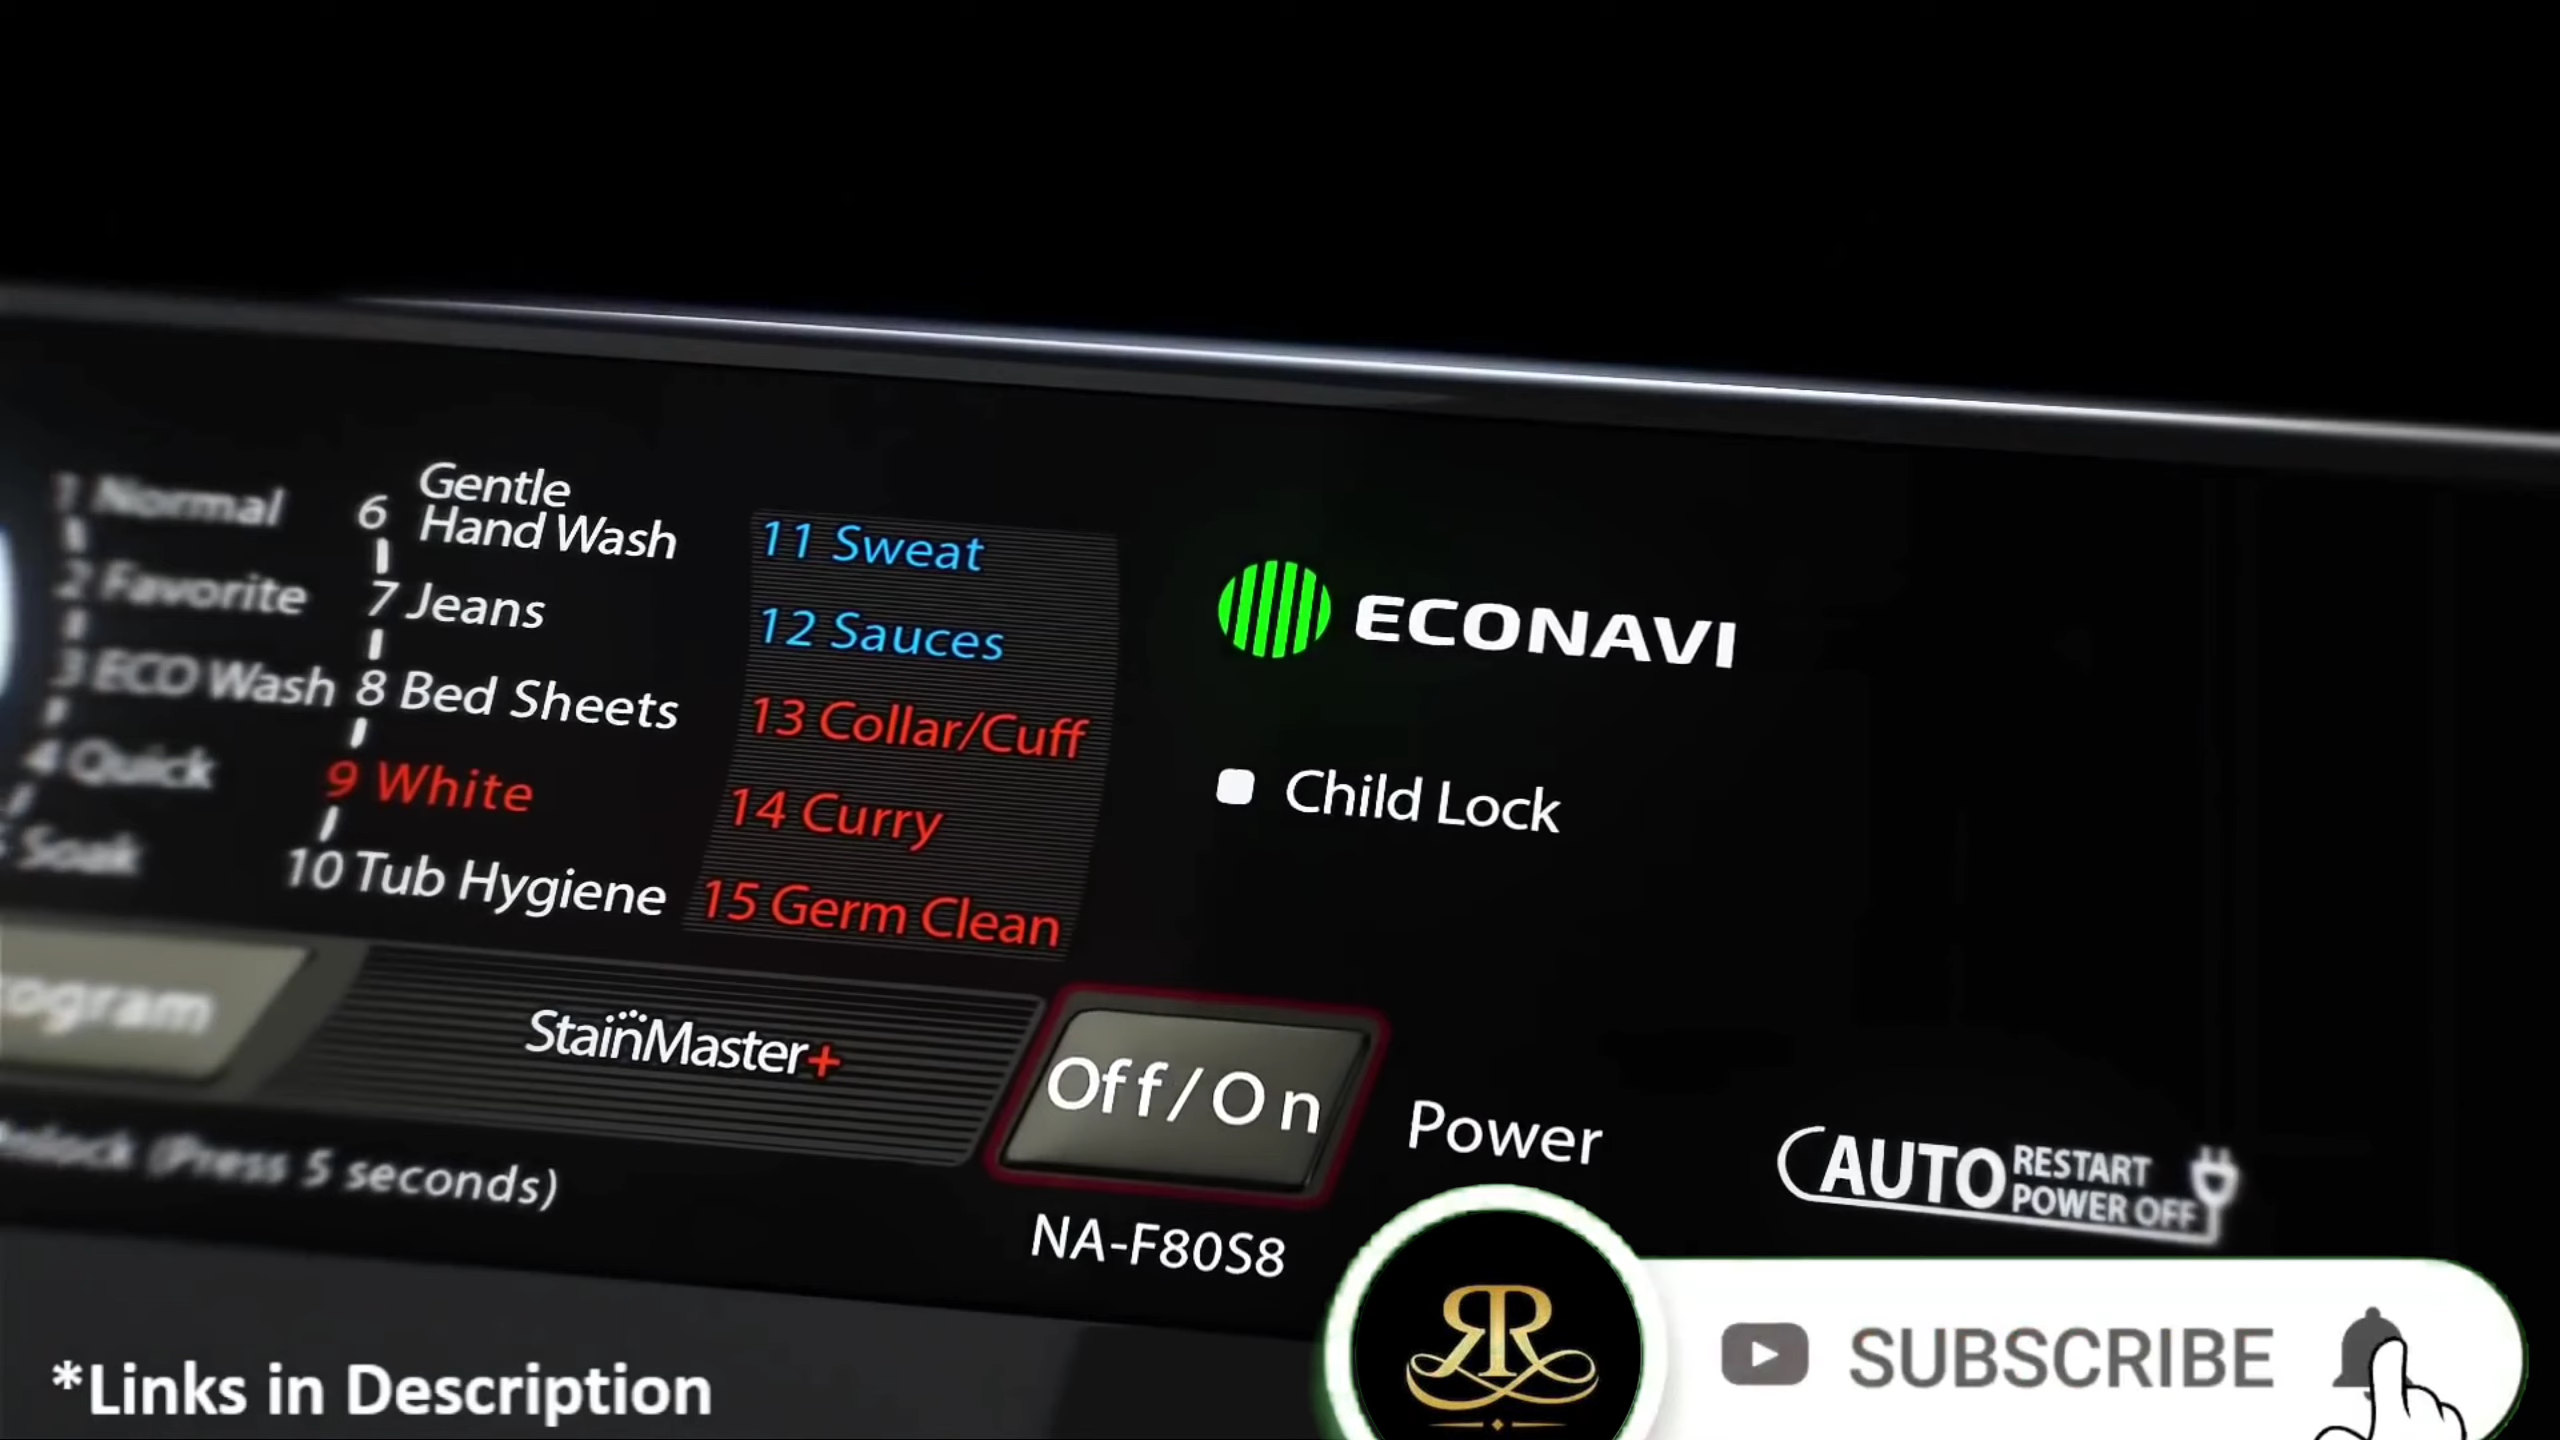 1 Normal
2 Favorite
3 ECO Wash
4 Quick
Soak
6 Gentle
Hand Wash
7 Jeans
8 Bed Sheets
9 White
10 Tub Hygiene
11 Sweat
12 Sauces
13 Collar/Cuff
14 Curry
15 Germ Clean
ECONAVI
Child Lock
StainMaster+
Off/On
Power
(Press 5 seconds)
NA-F80S8
AUTO RESTART
POWER OFF
*Links in Description
SUBSCRIBE